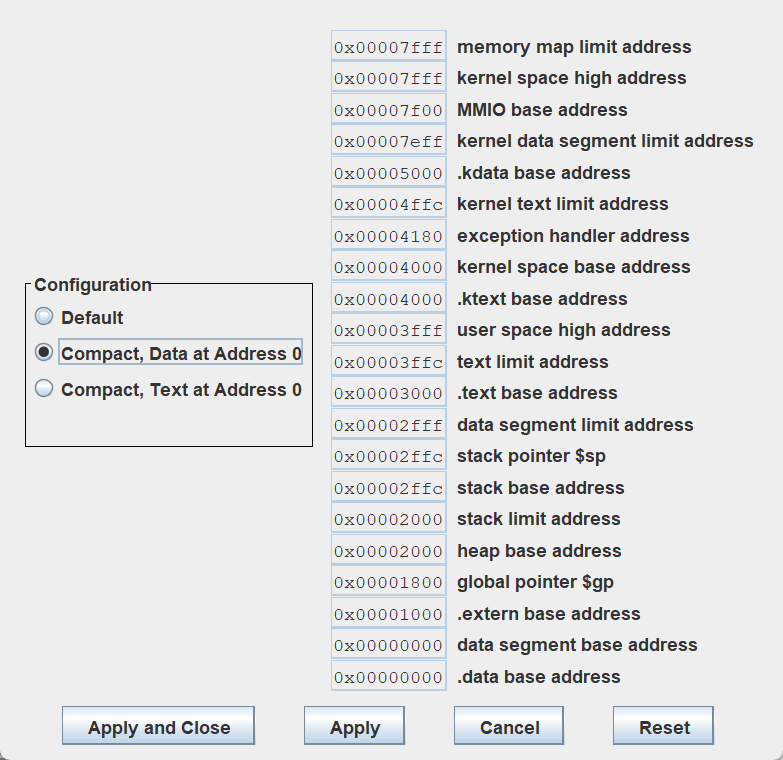 0x00007fff memory map limit address
0x00007fff kernel space high address
0x00007f00 MMIO base address
0x00007eff kernel data segment limit address
0x00005000 .kdata base address
0x00004ffc kernel text limit address
0x00004180 exception handler address
0x00004000 kernel space base address
0x00004000 .ktext base address
0x00003fff user space high address
0x00003ffc text limit address
0x00003000 .text base address
0x00002fff data segment limit address
0x00002ffc stack pointer $sp
0x00002ffc stack base address
0x00002000 stack limit address
0x00002000 heap base address
0x00001800 global pointer $gp
0x00001000 .extern base address
0x00000000 data segment base address
0x00000000 .data base address
Configuration
Default
Compact, Data at Address 0
Compact, Text at Address 0
Apply and Close Apply Cancel Reset